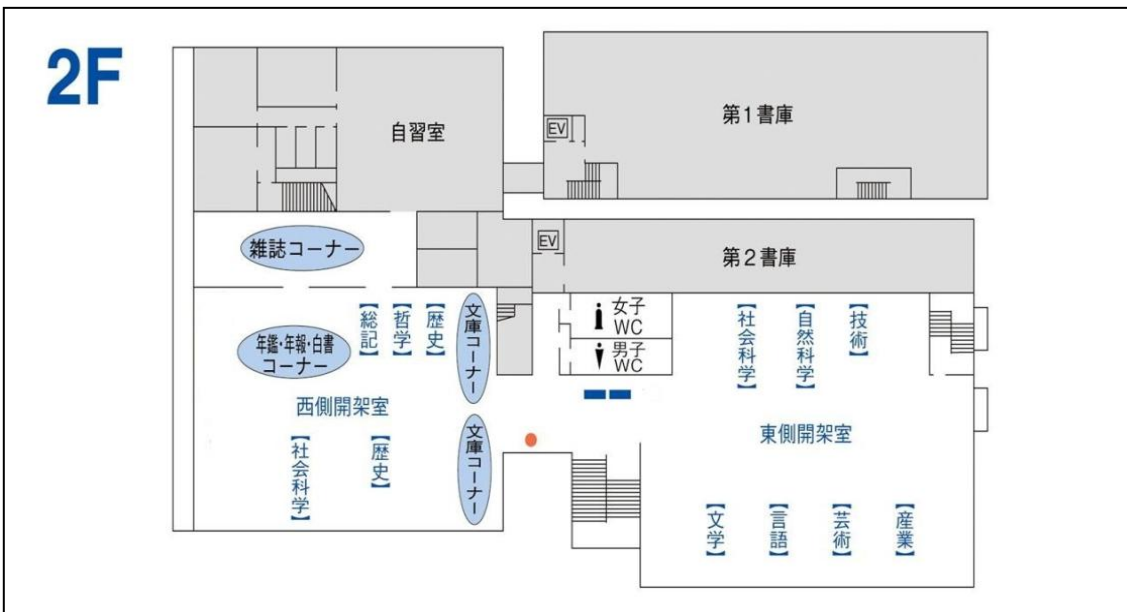 2F
自習室
EV
第1書庫
雑誌コーナー
EV
第2書庫
【総記】
【哲学】
【歴史】
文庫コーナー
女子
WC
男子
WC
【社会科学】
【自然科学】
【技術】
年鑑・年報・白書
コーナー
西側開架室
東側開架室
【社会科学】
【歴史】
文庫コーナー
【文学】
【言語】
【芸術】
【産業】